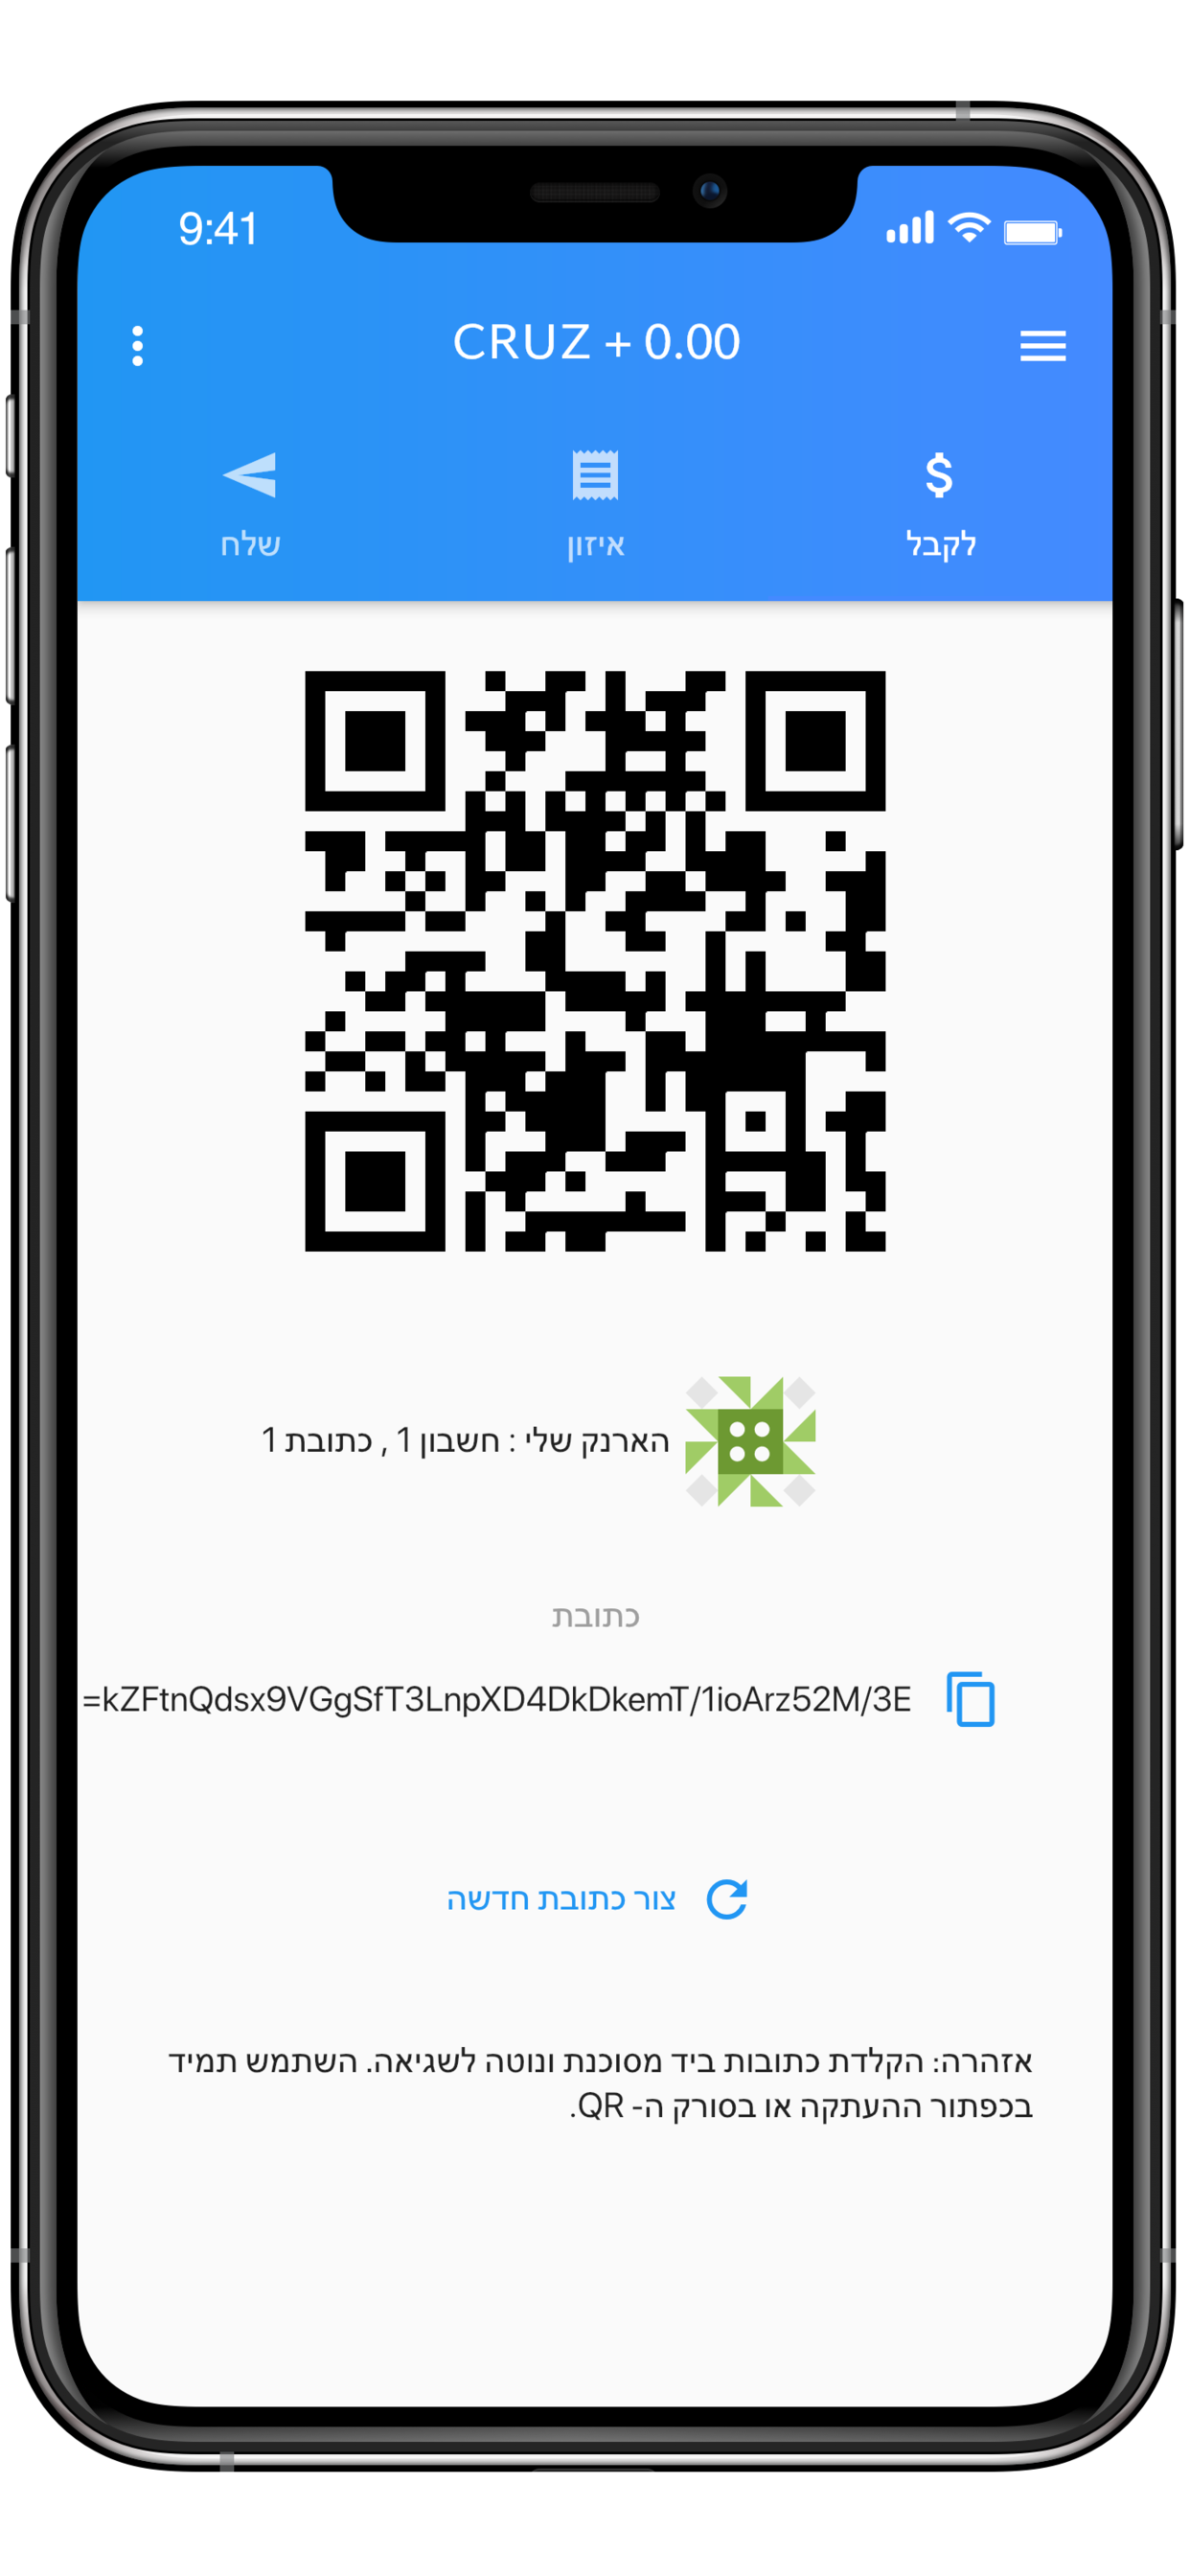 9:41
CRUZ + 0.00
לקבל
איזון
שלח
הארנק שלי : חשבון 1 , כתובת 1
כתובת
=kZFtnQdsx9VGgSfT3LnpXD4DkDkemT/1ioArz52M/3E
צור כתובת חדשה
אזהרה: הקלדת כתובות ביד מסוכנת ונוטה לשגיאה. השתמש תמיד
בכפתור ההעתקה או בסורק ה- QR.